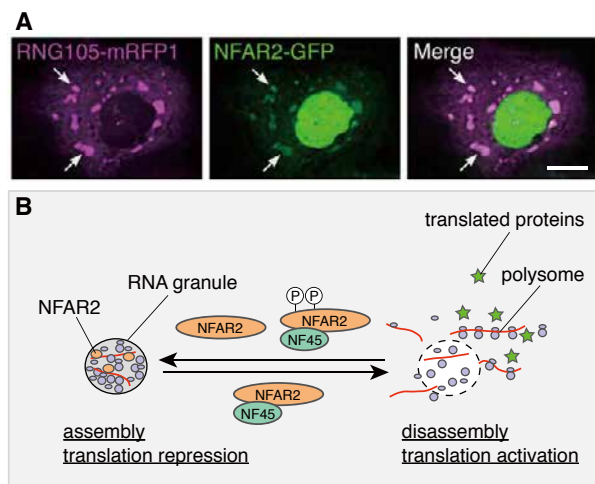 A
RNG105-mRFP1
NFAR2-GFP
Merge
B
translated proteins
polysome
RNA granule
NFAR2
P P
NFAR2
NFAR2
NF45
NFAR2
NF45
assembly
translation repression
disassembly
translation activation